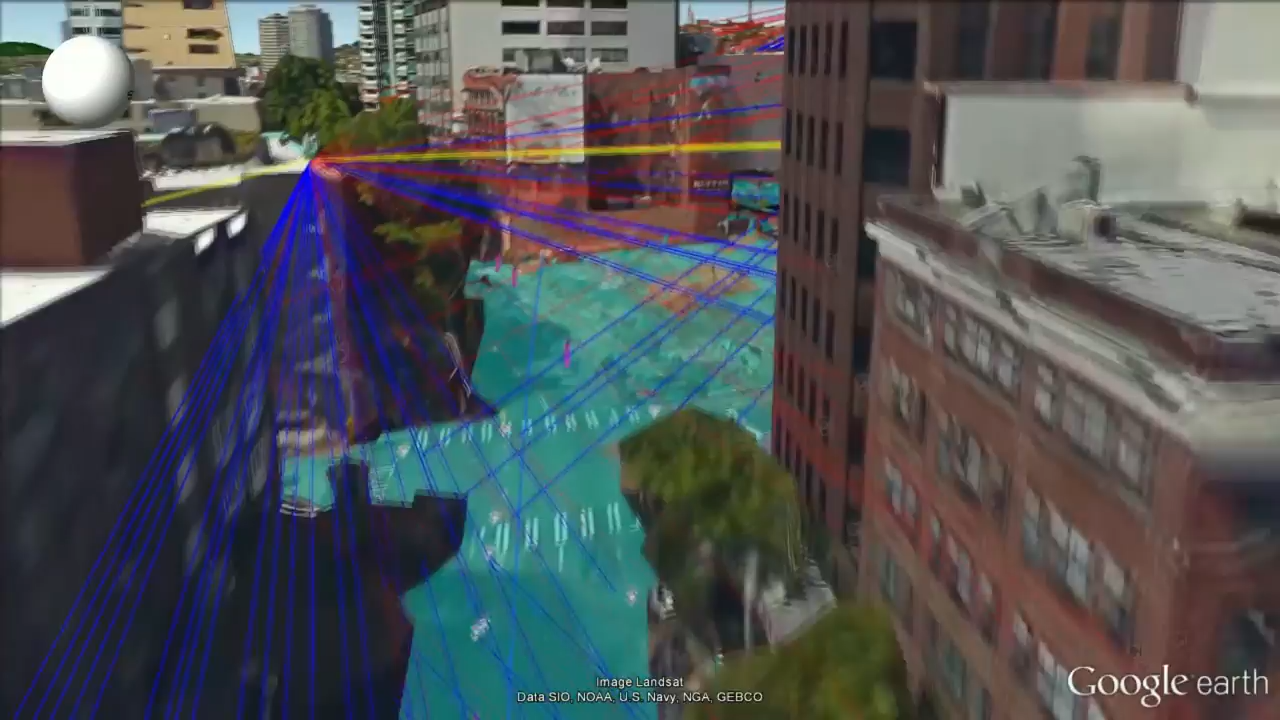 Image Landsat
Data SIO, NOAA, U.S. Navy, NGA, GEBCO
Google earth